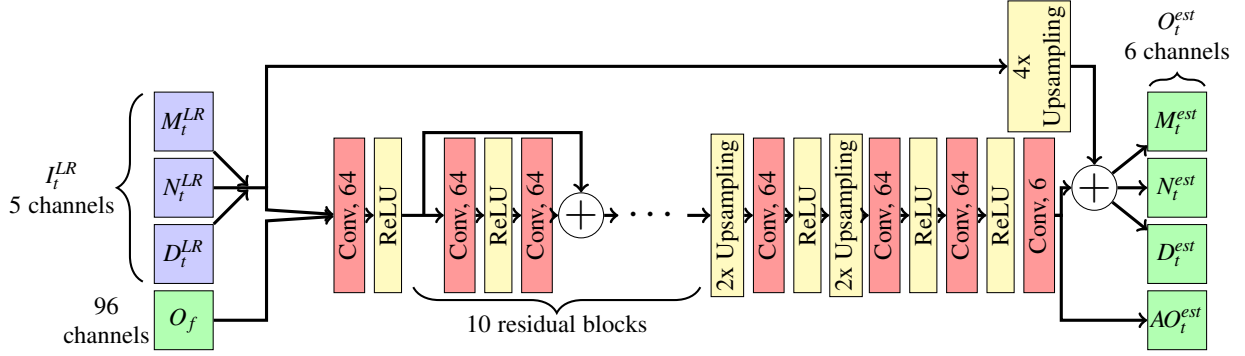 I_t^{LR}
5 channels
M_t^{LR}
N_t^{LR}
D_t^{LR}
96
channels
O_f
Conv, 64
ReLU
Conv, 64
ReLU
Conv, 64
+
· · ·
10 residual blocks
2x Upsampling
Conv, 64
ReLU
2x Upsampling
Conv, 64
ReLU
Conv, 64
ReLU
Conv, 6
4x
Upsampling
+
O_t^{est}
6 channels
M_t^{est}
N_t^{est}
D_t^{est}
AO_t^{est}